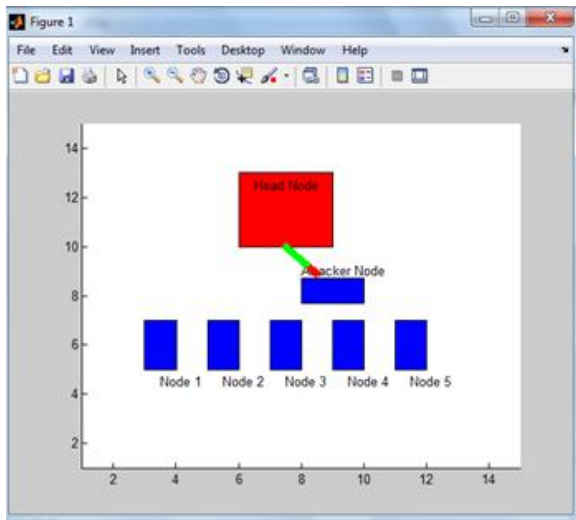 Figure 1
File Edit View Insert Tools Desktop Window Help
14
12
10
8
6
4
2
Head Node
Attacker Node
Node 1 Node 2 Node 3 Node 4 Node 5
2 4 6 8 10 12 14